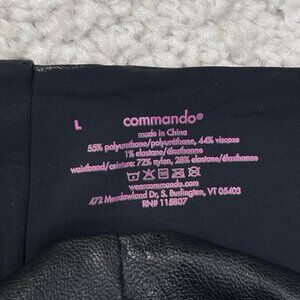 L
commando®
made in China
55% polyurethane/polyuréthane, 44% viscose
1% elastane/élasthanne
waistband/ceinture: 72% nylon, 28% elastane/élasthanne
wearcommando.com
472 Meadowland Dr, S. Burlington, VT 05403
RN# 115807